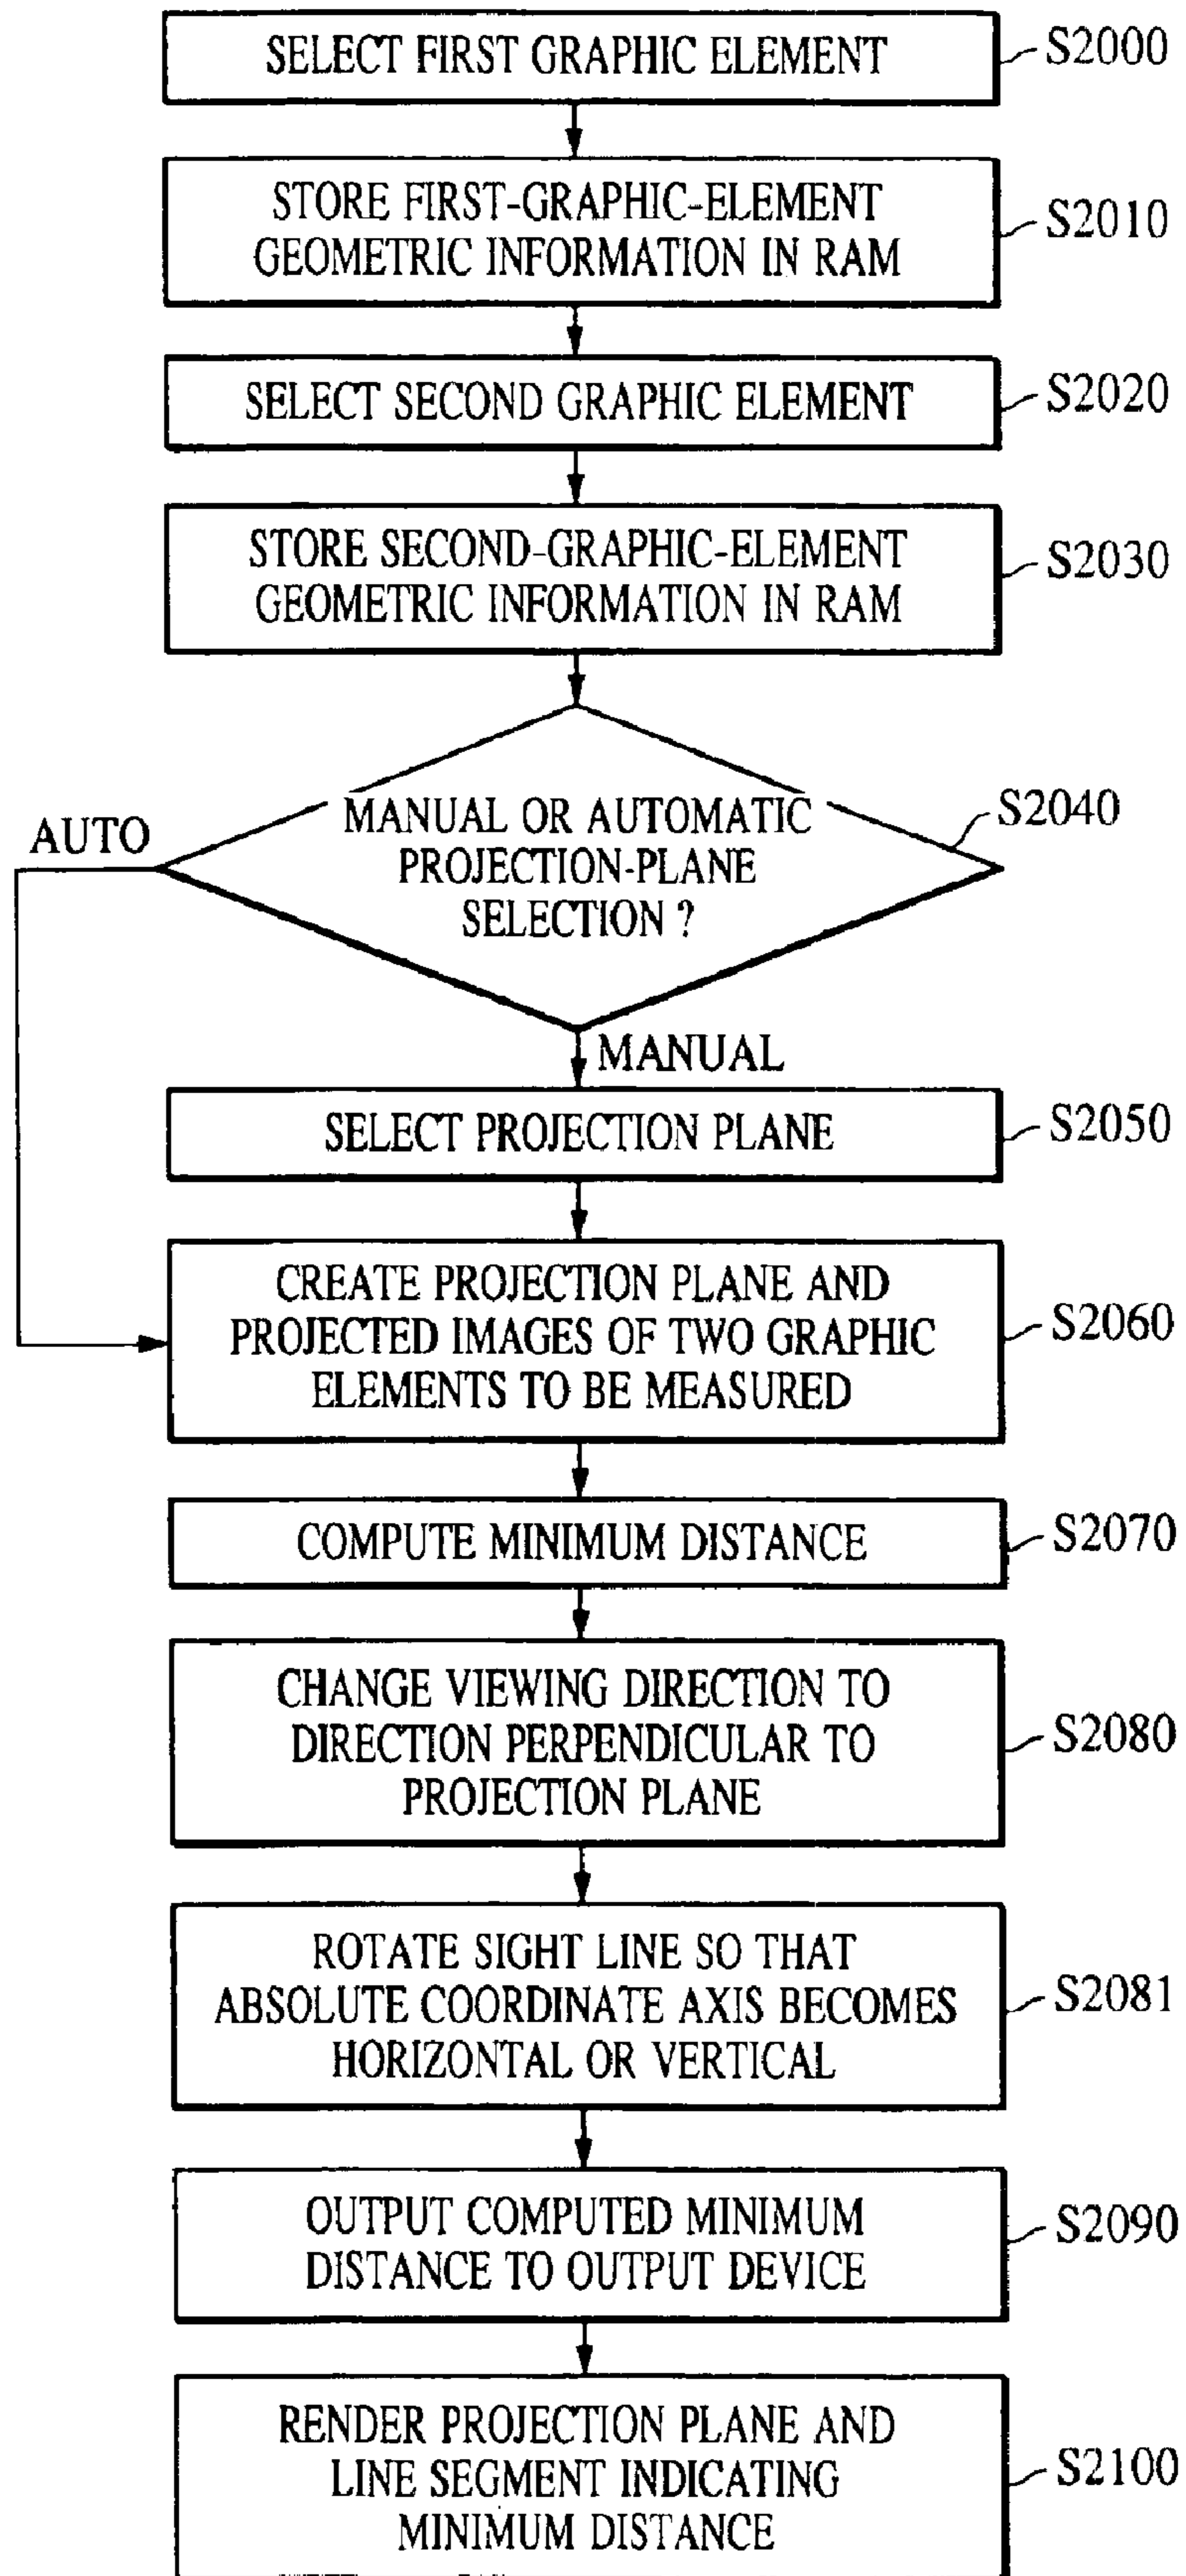 SELECT FIRST GRAPHIC ELEMENT
S2000
STORE FIRST-GRAPHIC-ELEMENT
GEOMETRIC INFORMATION IN RAM
S2010
SELECT SECOND GRAPHIC ELEMENT
S2020
STORE SECOND-GRAPHIC-ELEMENT
GEOMETRIC INFORMATION IN RAM
S2030
MANUAL OR AUTOMATIC
PROJECTION-PLANE
SELECTION ?
S2040
AUTO
MANUAL
SELECT PROJECTION PLANE
S2050
CREATE PROJECTION PLANE AND
PROJECTED IMAGES OF TWO GRAPHIC
ELEMENTS TO BE MEASURED
S2060
COMPUTE MINIMUM DISTANCE
S2070
CHANGE VIEWING DIRECTION TO
DIRECTION PERPENDICULAR TO
PROJECTION PLANE
S2080
ROTATE SIGHT LINE SO THAT
ABSOLUTE COORDINATE AXIS BECOMES
HORIZONTAL OR VERTICAL
S2081
OUTPUT COMPUTED MINIMUM
DISTANCE TO OUTPUT DEVICE
S2090
RENDER PROJECTION PLANE AND
LINE SEGMENT INDICATING
MINIMUM DISTANCE
S2100